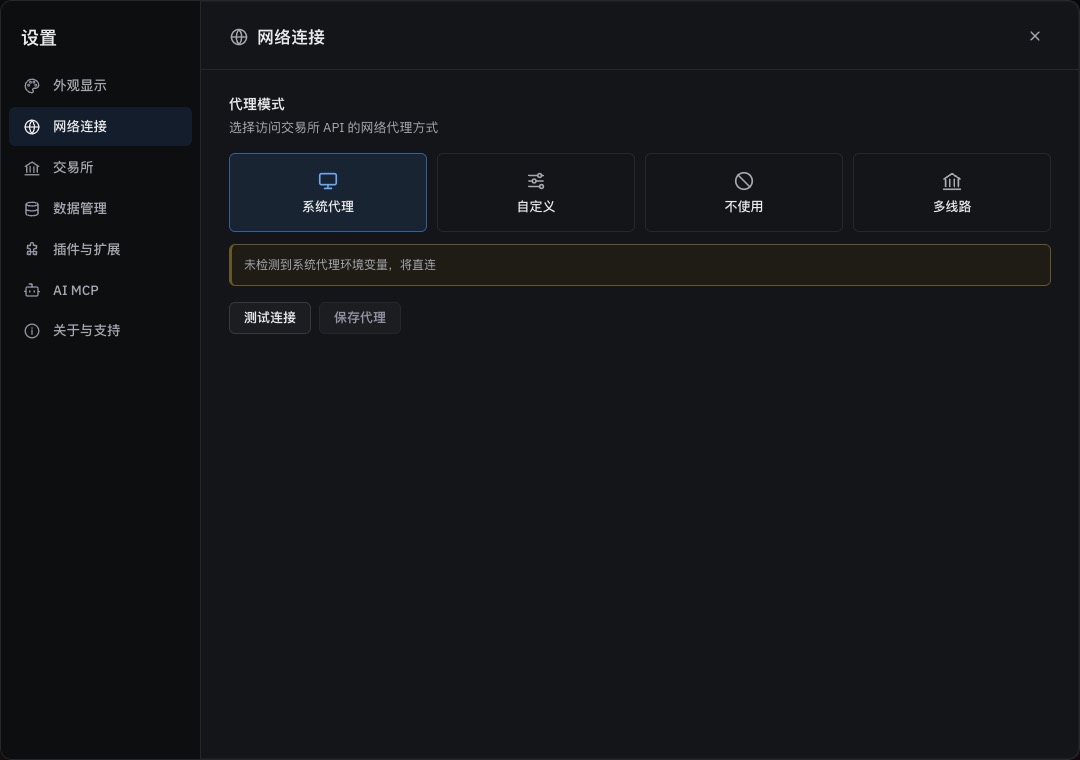 设置
外观显示
网络连接
交易所
数据管理
插件与扩展
AI MCP
关于与支持
网络连接
代理模式
选择访问交易所 API 的网络代理方式
系统代理
自定义
不使用
多线路
未检测到系统代理环境变量，将直连
测试连接
保存代理